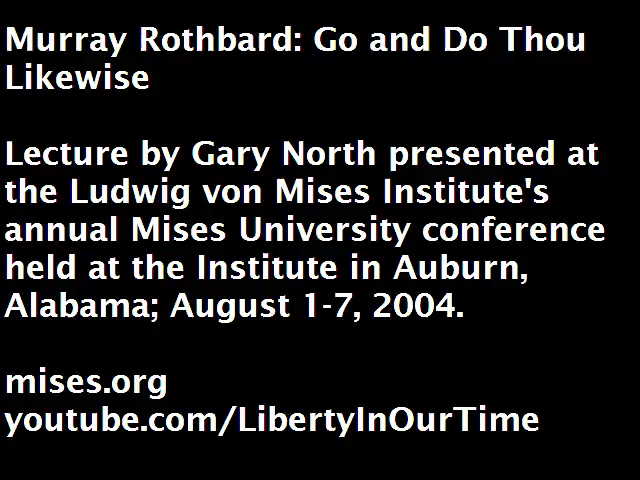 Murray Rothbard: Go and Do Thou
Likewise
Lecture by Gary North presented at
the Ludwig von Mises Institute's
annual Mises University conference
held at the Institute in Auburn,
Alabama; August 1-7, 2004.
mises.org
youtube.com/LibertyInOurTime